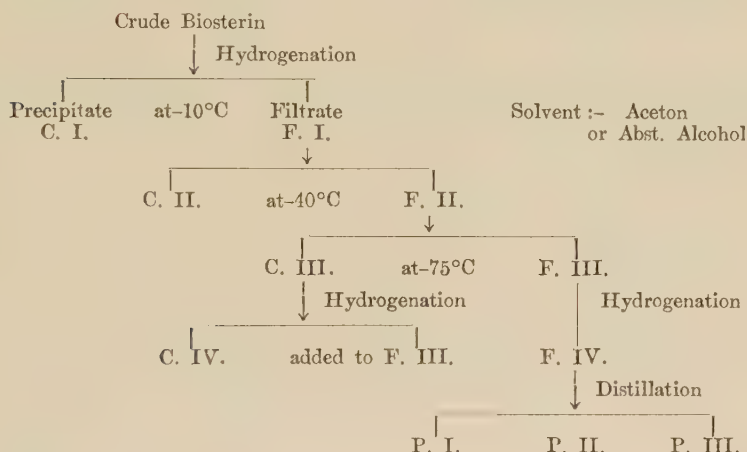 Crude Biosterin
Hydrogenation
Precipitate at–10°C Filtrate Solvent :– Aceton
C. I. F. I. or Abst. Alcohol
C. II. at–40°C F. II.
C. III. at–75°C F. III.
Hydrogenation Hydrogenation
C. IV. added to F. III. F. IV.
Distillation
P. I. P. II. P. III.